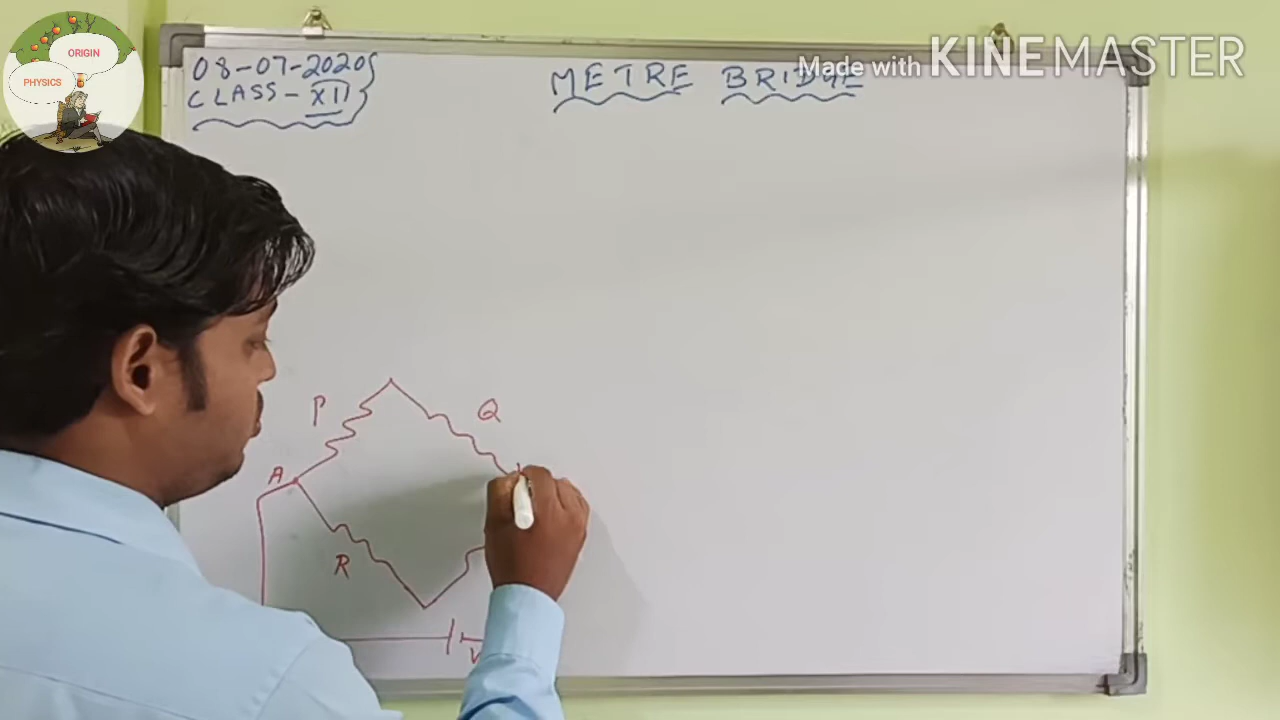 ORIGIN
PHYSICS
08-07-2020
CLASS - XII
METRE BRIDGE
Made with KINEMASTER
P
Q
A
R
V